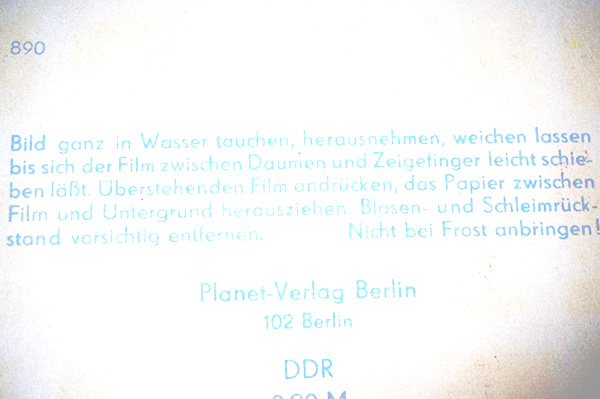 890
Bild ganz in Wasser tauchen, herausnehmen, weichen lassen
bis sich der Film zwischen Daumen und Zeigefinger leicht schie-
ben läßt. Überstehenden Film andrücken, das Papier zwischen
Film und Untergrund herausziehen. Blasen- und Schleimrück-
stand vorsichtig entfernen. Nicht bei Frost anbringen!
Planet-Verlag Berlin
102 Berlin
DDR
M